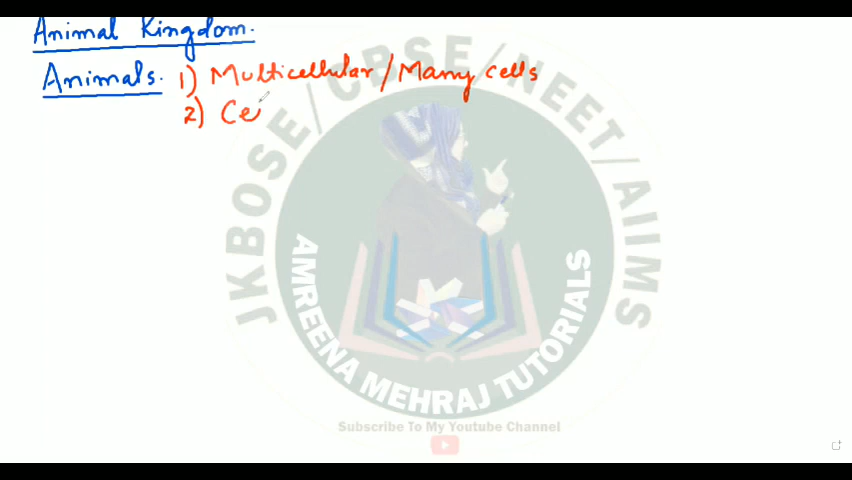 Animal Kingdom.
Animals. 1) Multicellular/Many cells
2) Ce
JKBOSE/CBSE/NEET/AIIMS
AMREENA MEHRAJ TUTORIALS
Subscribe To My Youtube Channel